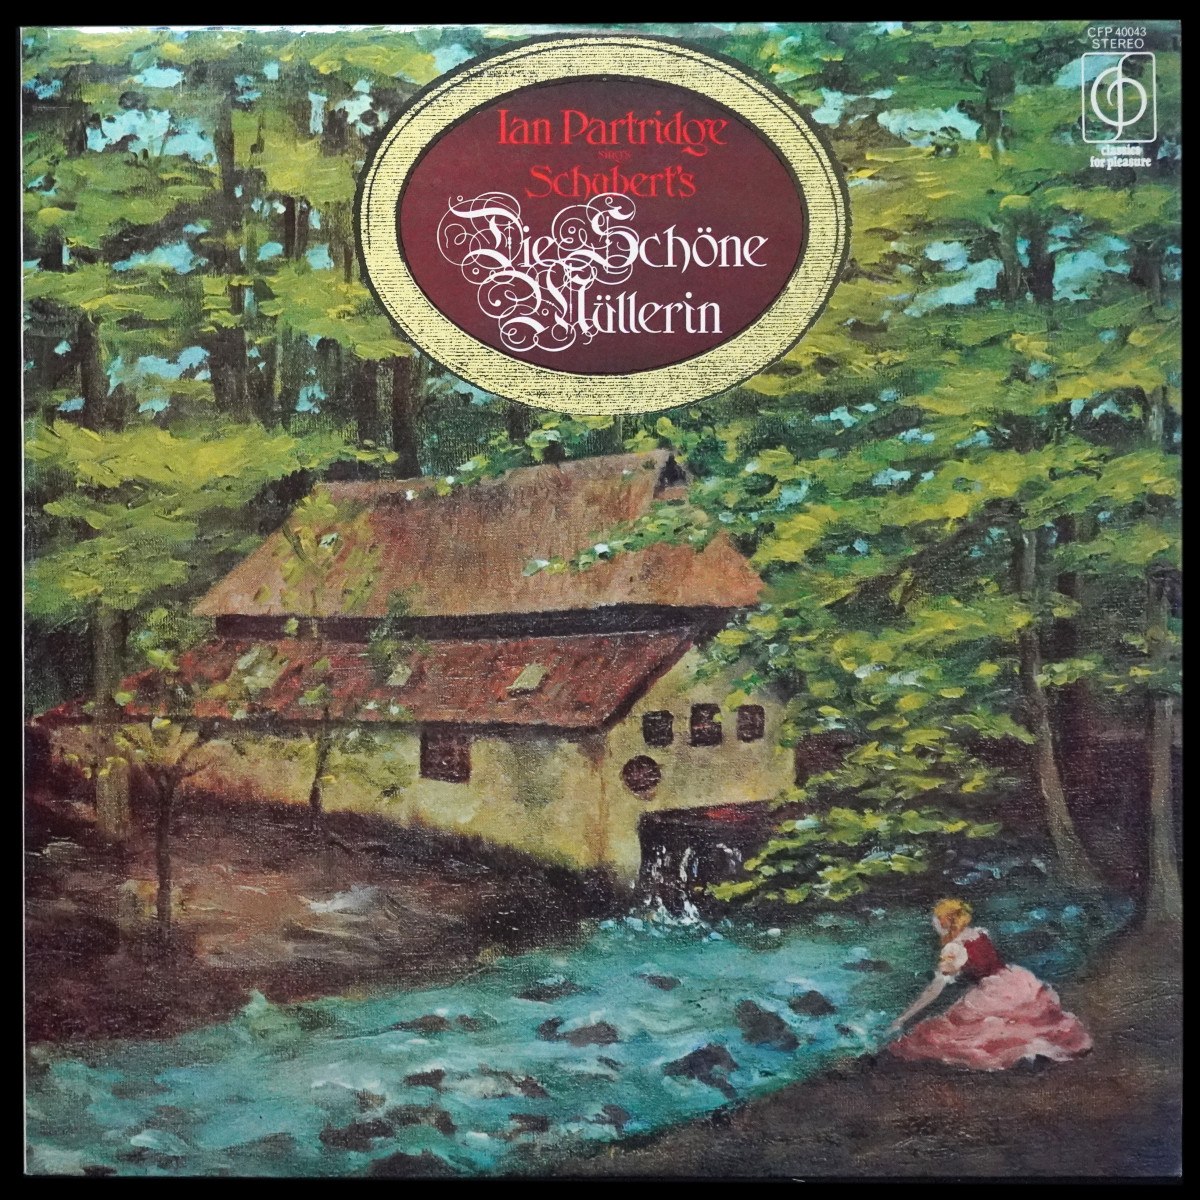 CFP 40043
STEREO
classics
for pleasure
Ian Partridge
sings
Schubert's
Die Schöne
Müllerin